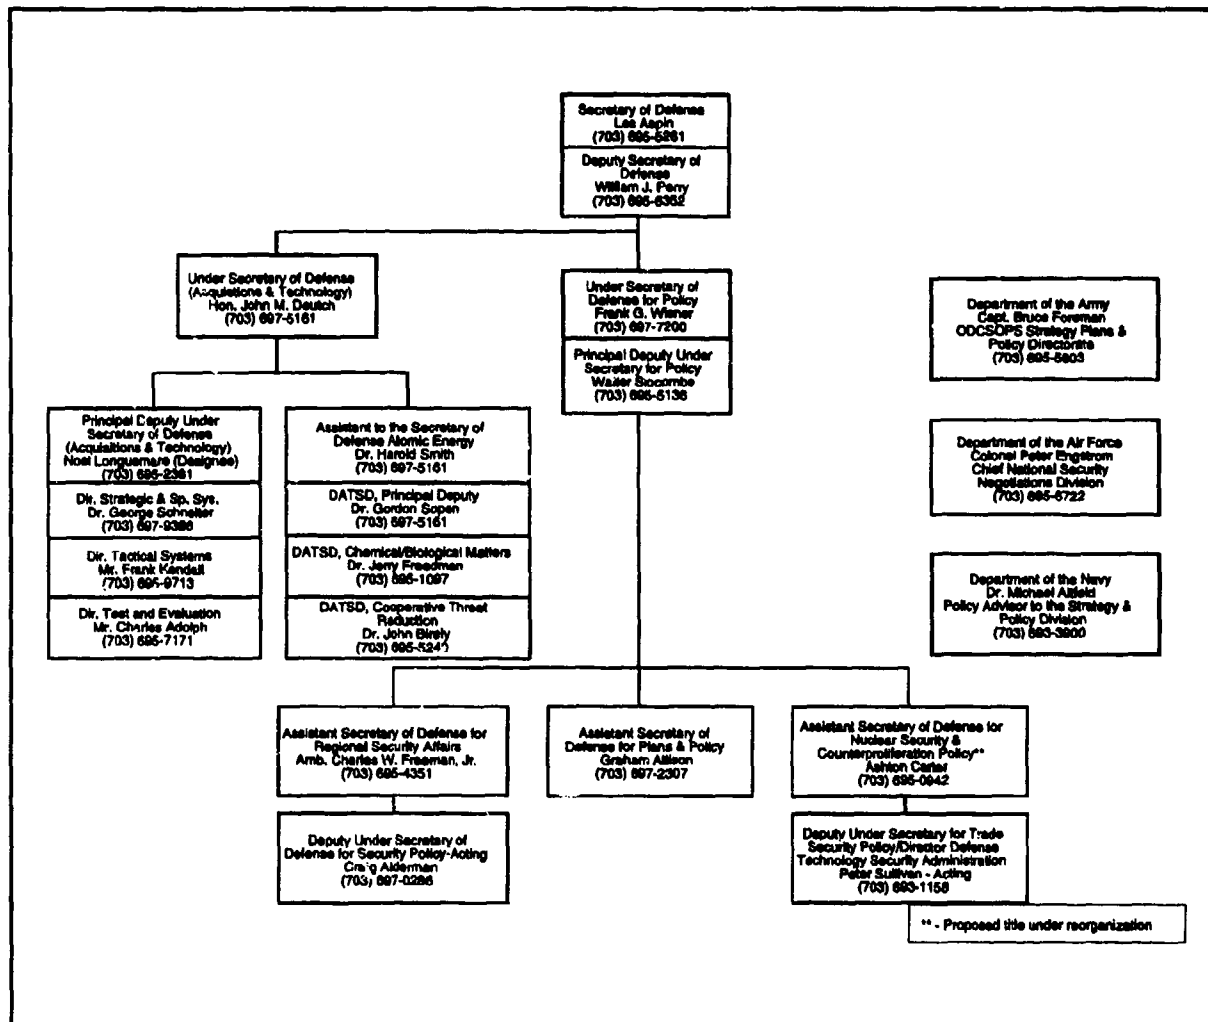 Secretary of Defense
Les Aspin
(703) 695-5261
Deputy Secretary of
Defense
William J. Perry
(703) 695-6352
Under Secretary of Defense
(Acquistions & Technology)
Hon. John M. Deutch
(703) 697-5161
Under Secretary of
Defense for Policy
Frank G. Wisner
(703) 697-7200
Principal Deputy Under
Secretary for Policy
Walter Slocombe
(703) 695-5136
Department of the Army
Capt. Bruce Foreman
ODCSOPS Strategy Plans &
Policy Directorate
(703) 695-5803
Principal Deputy Under
Secretary of Defense
(Acquisitions & Technology)
Noel Longuemare (Designee)
(703) 695-2381
Dir. Strategic & Sp. Sys.
Dr. George Schneiter
(703) 697-9386
Dir. Tactical Systems
Mr. Frank Kendall
(703) 695-9713
Dir. Test and Evaluation
Mr. Charles Adolph
(703) 695-7171
Assistant to the Secretary of
Defense Atomic Energy
Dr. Harold Smith
(703) 697-5161
DATSD, Principal Deputy
Dr. Gordon Soper
(703) 697-5161
DATSD, Chemical/Biological Matters
Dr. Jerry Freedman
(703) 695-1097
DATSD, Cooperative Threat
Reduction
Dr. John Birely
(703) 695-5240
Department of the Air Force
Colonel Peter Engstrom
Chief National Security
Negotiations Division
(703) 695-6722
Department of the Navy
Dr. Michael Altfeld
Policy Advisor to the Strategy &
Policy Division
(703) 693-3900
Assistant Secretary of Defense for
Regional Security Affairs
Amb. Charles W. Freeman, Jr.
(703) 695-4351
Deputy Under Secretary of
Defense for Security Policy-Acting
Craig Alderman
(703) 697-0286
Assistant Secretary of
Defense for Plans & Policy
Graham Allison
(703) 697-2307
Assistant Secretary of Defense for
Nuclear Security &
Counterproliferation Policy**
Ashton Carter
(703) 695-0942
Deputy Under Secretary for Trade
Security Policy/Director Defense
Technology Security Administration
Peter Sullivan - Acting
(703) 693-1158
** - Proposed title under reorganization